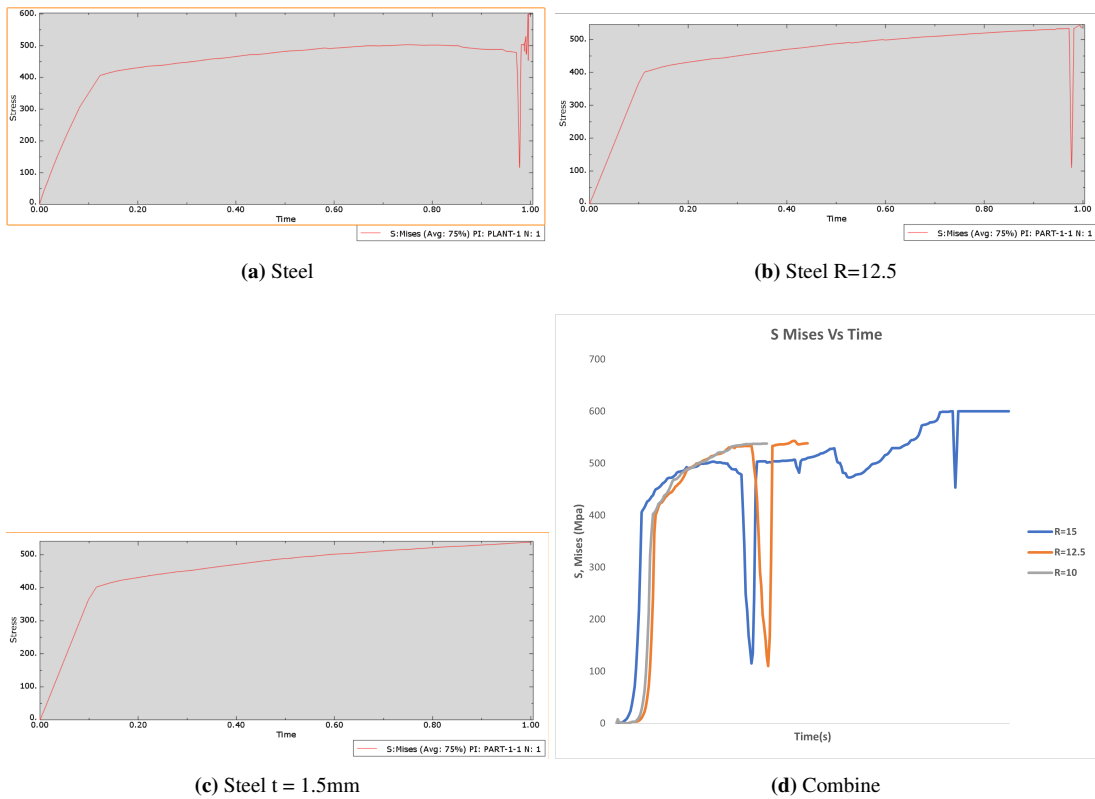 500.
400.
300.
200.
100.
0.
0.00
0.20
0.40
0.60
0.80
1.00
Stress
Time
S:Mises (Avg: 75%) PI: PLANT-1 N: 1
(a) Steel
600.
500.
400.
300.
200.
100.
0.
0.00
0.20
0.40
0.60
0.80
1.00
Stress
Time
S:Mises (Avg: 75%) PI: PART-1-1 N: 1
(b) Steel R=12.5
500.
400.
300.
200.
100.
0.
0.00
0.20
0.40
0.60
0.80
1.00
Stress
Time
S:Mises (Avg: 75%) PI: PART-1-1 N: 1
(c) Steel t = 1.5mm
S Mises Vs Time
700
600
500
400
300
200
100
0
S, Mises (Mpa)
Time(s)
R=15
R=12.5
R=10
(d) Combine